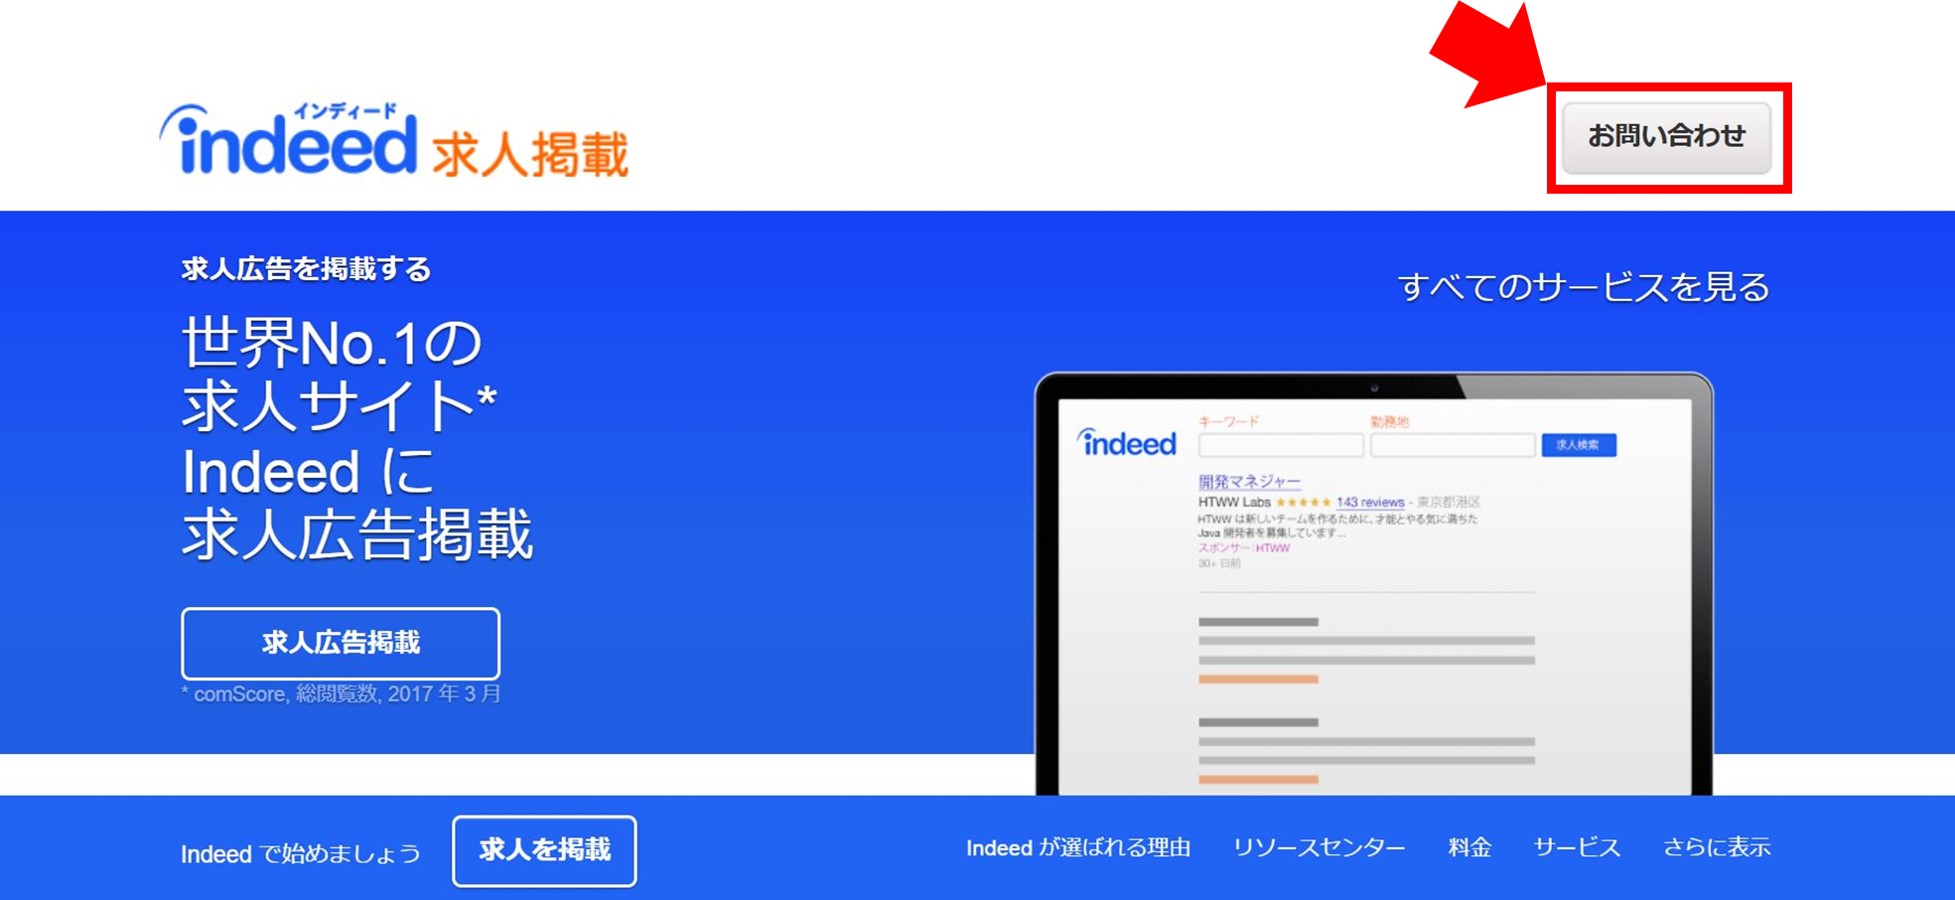 インディード
indeed 求人掲載
お問い合わせ
求人広告を掲載する
すべてのサービスを見る
世界No.1の
求人サイト*
Indeed に
求人広告掲載
求人広告掲載
* comScore, 総閲覧数, 2017 年 3 月
キーワード 勤務地
indeed 求人検索
開発マネジャー
HTWW Labs ★★★★★ 143 reviews - 東京都港区
HTWW は新しいチームを作るために、才能とやる気に満ちた
Java 開発者を募集しています...
スポンサー：HTWW
30+ 日前
Indeed で始めましょう 求人を掲載 Indeed が選ばれる理由 リソースセンター 料金 サービス さらに表示